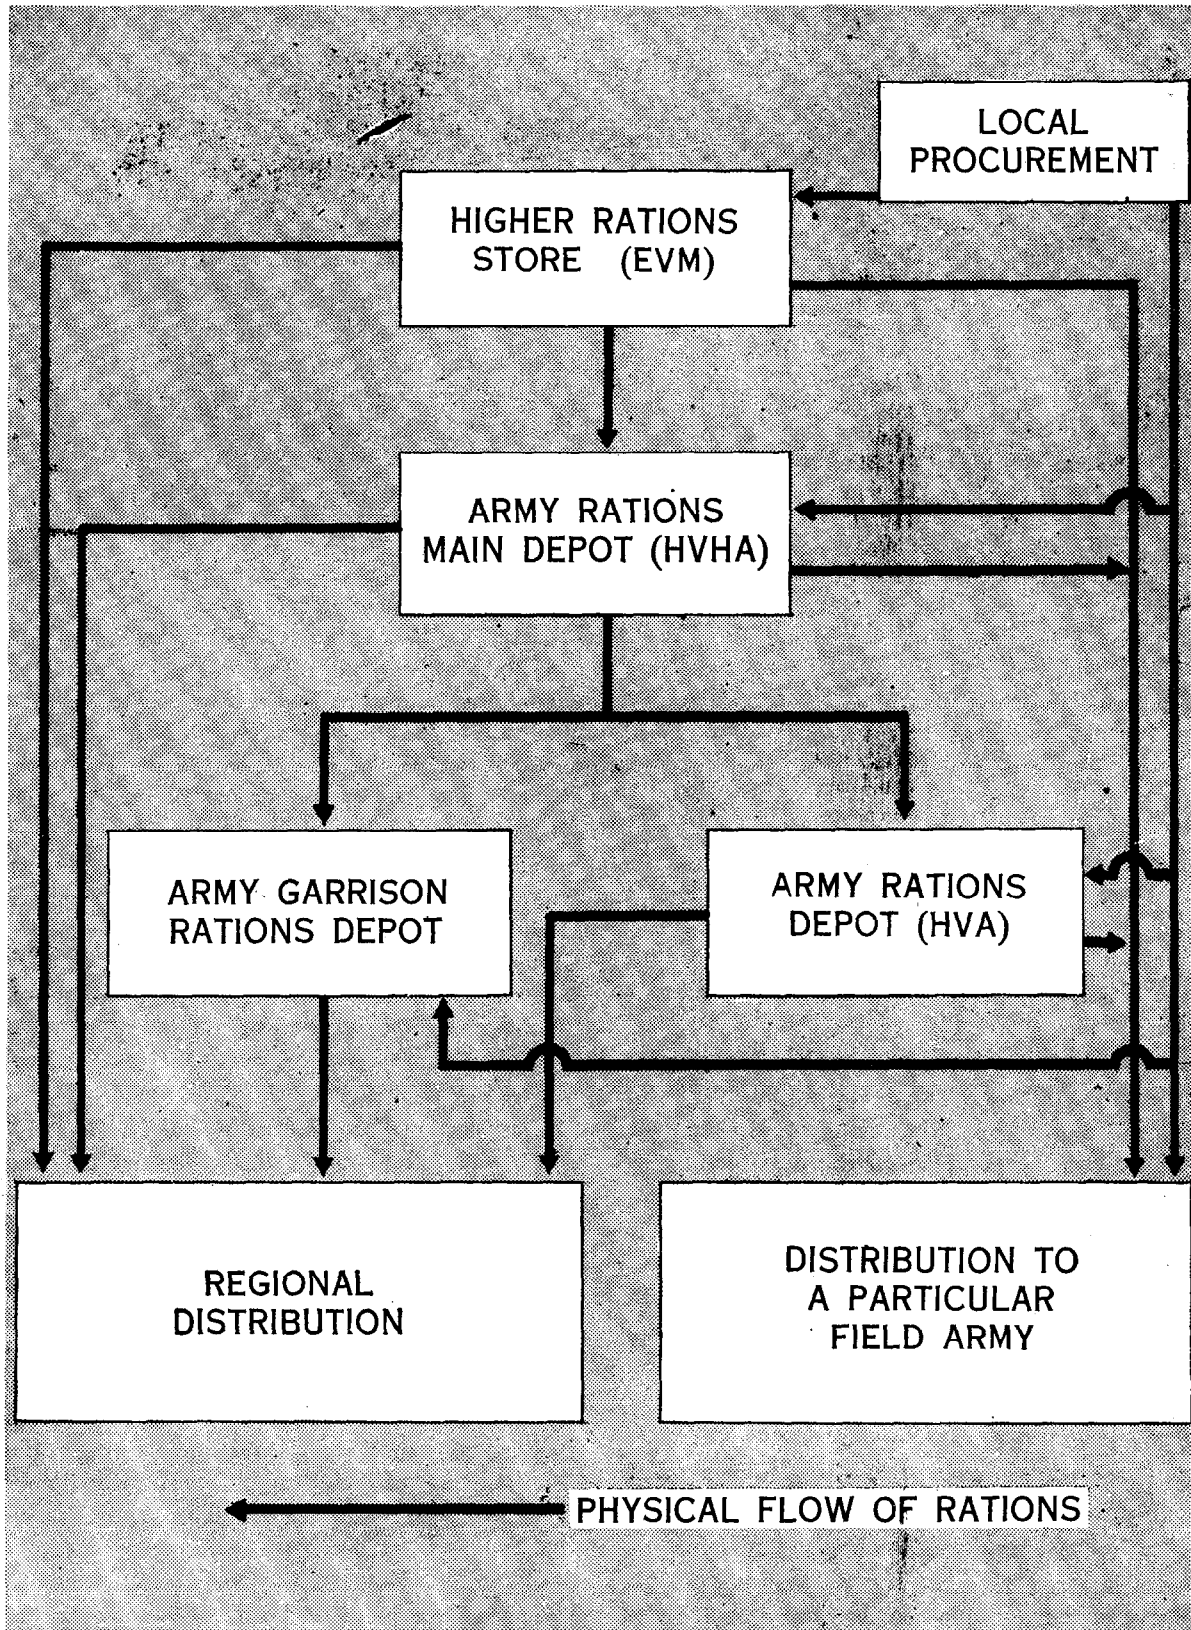 LOCAL
PROCUREMENT
HIGHER RATIONS
STORE (EVM)
ARMY RATIONS
MAIN DEPOT (HVHA)
ARMY GARRISON
RATIONS DEPOT
ARMY RATIONS
DEPOT (HVA)
REGIONAL
DISTRIBUTION
DISTRIBUTION TO
A PARTICULAR
FIELD ARMY
PHYSICAL FLOW OF RATIONS